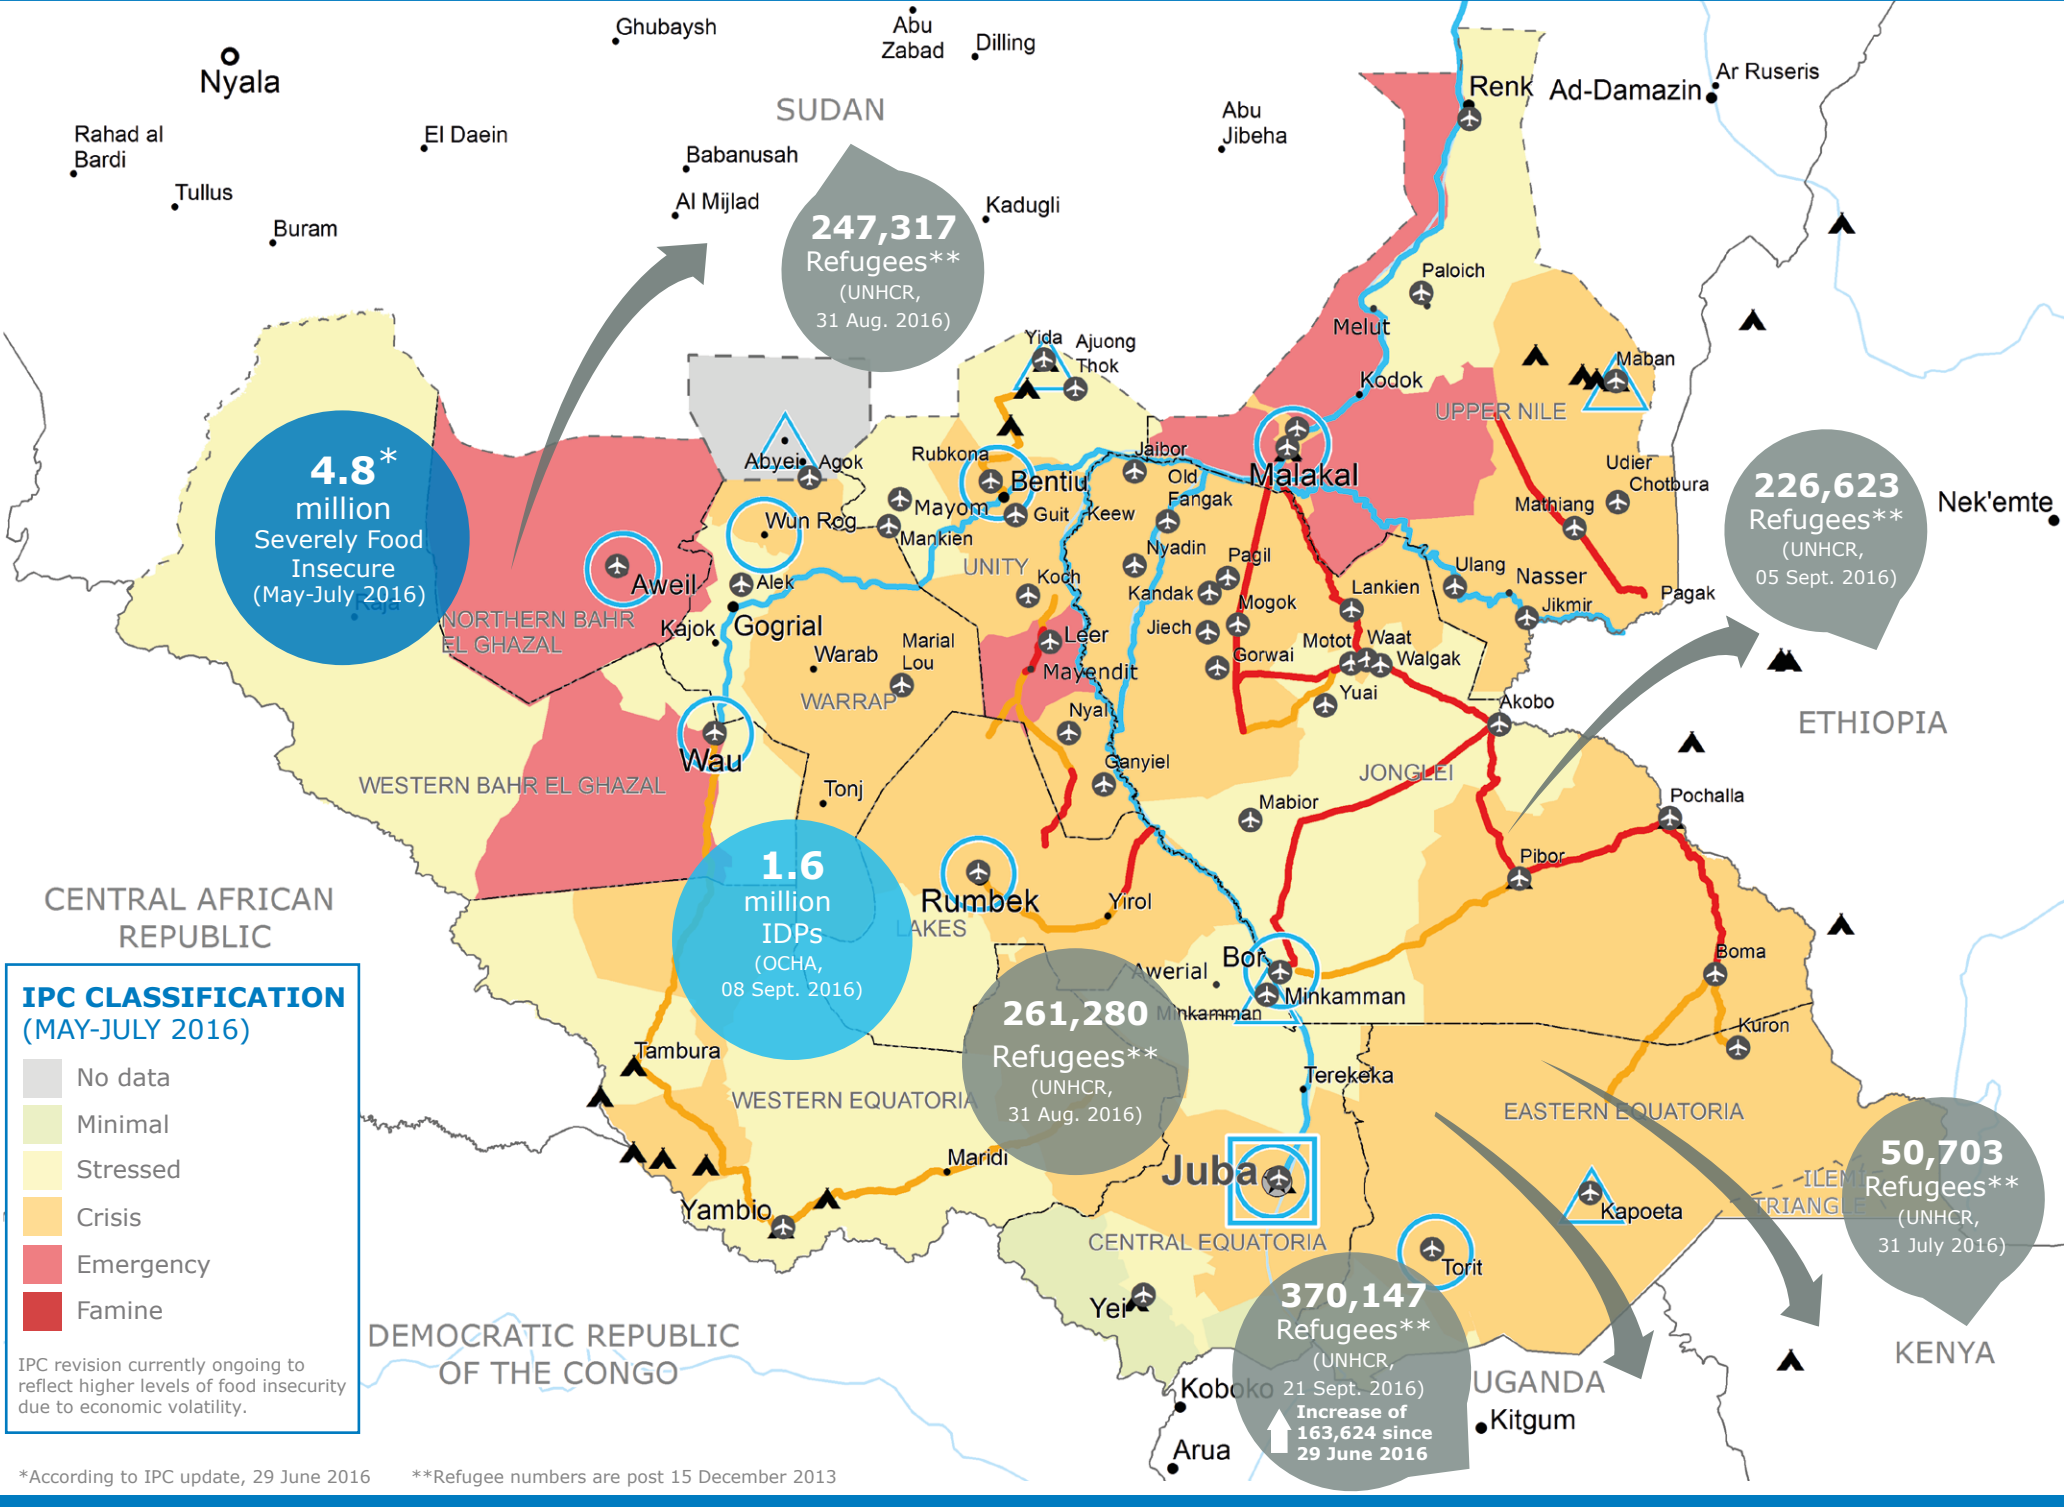 Ghubaysh
Abu
Zabad
Dilling
Nyala
SUDAN
Renk
Ad-Damazin
Ar Ruseris
Rahad al
Bardi
El Daein
Babanusah
Abu
Jibeha
Tullus
Al Mijlad
Kadugli
Buram
247,317
Refugees**
(UNHCR,
31 Aug. 2016)
Paloich
Melut
Yida
Ajuong
Thok
Maban
Kodok
UPPER NILE
4.8*
million
Severely Food
Insecure
(May-July 2016)
Raja
Abyei
Agok
Rubkona
Bentiu
Jaibor
Malakal
Old
Fangak
Udier
Chotbura
Mathiang
226,623
Refugees**
(UNHCR,
05 Sept. 2016)
Nek'emte
Wun Rog
Mayom
Guit
Keew
Mankien
Nyadin
Pagil
UNITY
Koch
Ulang
Nasser
Aweil
Alek
Kandak
Mogok
Lankien
Pagak
Jikmir
NORTHERN BAHR
EL GHAZAL
Kajok
Gogrial
Marial
Lou
Leer
Jiech
Motot
Waat
Walgak
Warab
Mayendit
Gorwai
Yuai
WARRAP
Nyal
Akobo
ETHIOPIA
Wau
Ganyiel
JONGLEI
WESTERN BAHR EL GHAZAL
Tonj
Mabior
Pochalla
1.6
million
IDPs
(OCHA,
08 Sept. 2016)
Pibor
CENTRAL AFRICAN
REPUBLIC
Rumbek
LAKES
Yirol
Bor
Boma
Awerial
Minkamman
Minkamman
Kuron
IPC CLASSIFICATION
(MAY-JULY 2016)
No data
Minimal
Stressed
Crisis
Emergency
Famine
IPC revision currently ongoing to
reflect higher levels of food insecurity
due to economic volatility.
261,280
Refugees**
(UNHCR,
31 Aug. 2016)
Tambura
Terekeka
WESTERN EQUATORIA
EASTERN EQUATORIA
50,703
Refugees**
(UNHCR,
31 July 2016)
Maridi
Juba
ILEMI
TRIANGLE
Yambio
Kapoeta
CENTRAL EQUATORIA
Torit
Yei
370,147
Refugees**
(UNHCR,
21 Sept. 2016)
Increase of
163,624 since
29 June 2016
DEMOCRATIC REPUBLIC
OF THE CONGO
KENYA
UGANDA
Koboko
Kitgum
Arua
*According to IPC update, 29 June 2016
**Refugee numbers are post 15 December 2013